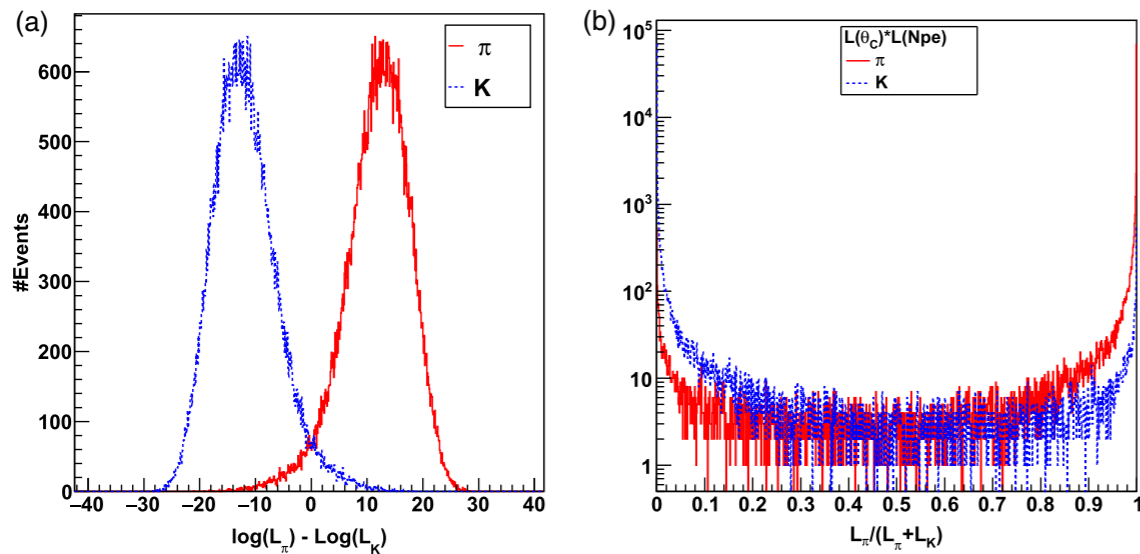 (a)
π
K
#Events
600
500
400
300
200
100
0
−40 −30 −20 −10 0 10 20 30 40
log(L_π) - Log(L_K)
(b)
L(θ_C)*L(Npe)
π
K
10^5
10^4
10^3
10^2
10
1
0 0.1 0.2 0.3 0.4 0.5 0.6 0.7 0.8 0.9 1
L_π/(L_π+L_K)